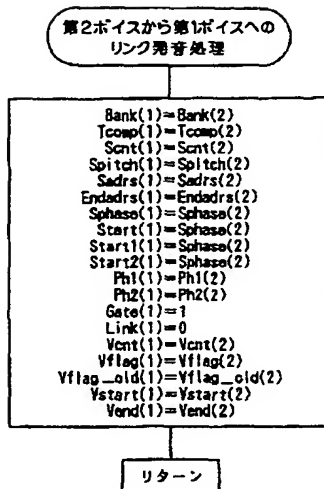 第2ボイスから第1ボイスへの
リンク発音処理
Bank(1)=Bank(2)
Tcomp(1)=Tcomp(2)
Scnt(1)=Scnt(2)
Spitch(1)=Spitch(2)
Sadrs(1)=Sadrs(2)
Endadrs(1)=Endadrs(2)
Sphase(1)=Sphase(2)
Start(1)=Sphase(2)
Start1(1)=Sphase(2)
Start2(1)=Sphase(2)
Ph1(1)=Ph1(2)
Ph2(1)=Ph2(2)
Gate(1)=1
Link(1)=0
Vcnt(1)=Vcnt(2)
Vflag(1)=Vflag(2)
Vflag_old(1)=Vflag_old(2)
Vstart(1)=Vstart(2)
Vend(1)=Vend(2)
リターン